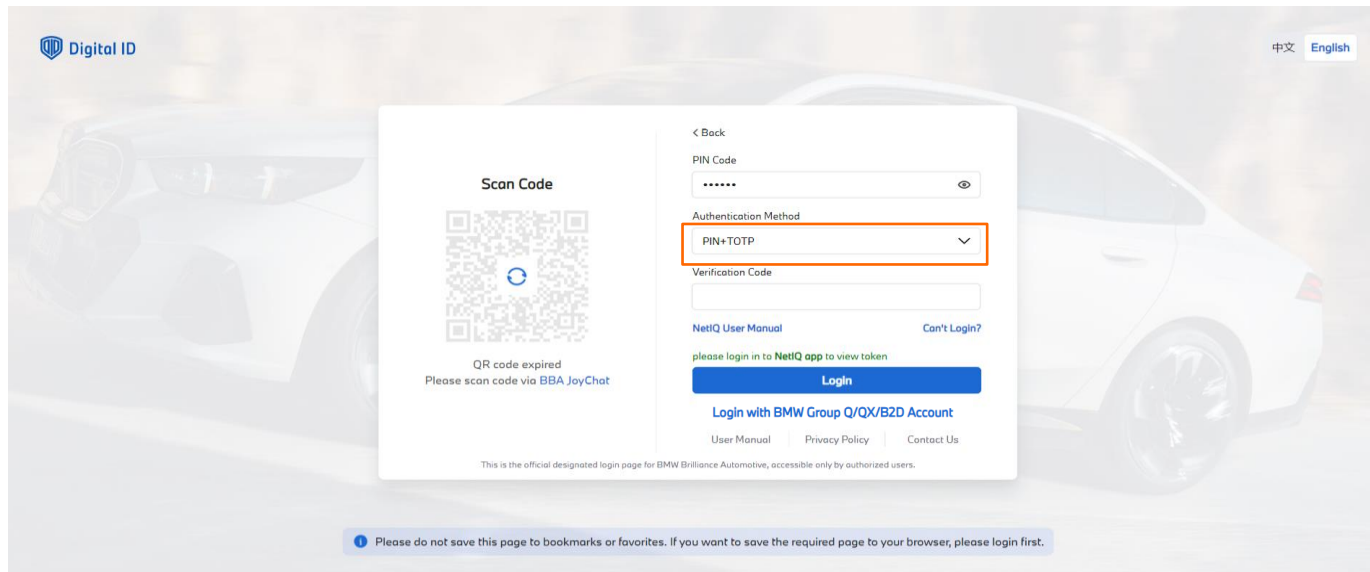 Digital ID
中文 English
Scan Code
QR code expired
Please scan code via BBA JoyChat
< Back
PIN Code
••••••
Authentication Method
PIN+TOTP
Verification Code
NetIQ User Manual Can't Login?
please login in to NetIQ app to view token
Login
Login with BMW Group Q/QX/B2D Account
User Manual Privacy Policy Contact Us
This is the official designated login page for BMW Brilliance Automotive, accessible only by authorized users.
Please do not save this page to bookmarks or favorites. If you want to save the required page to your browser, please login first.